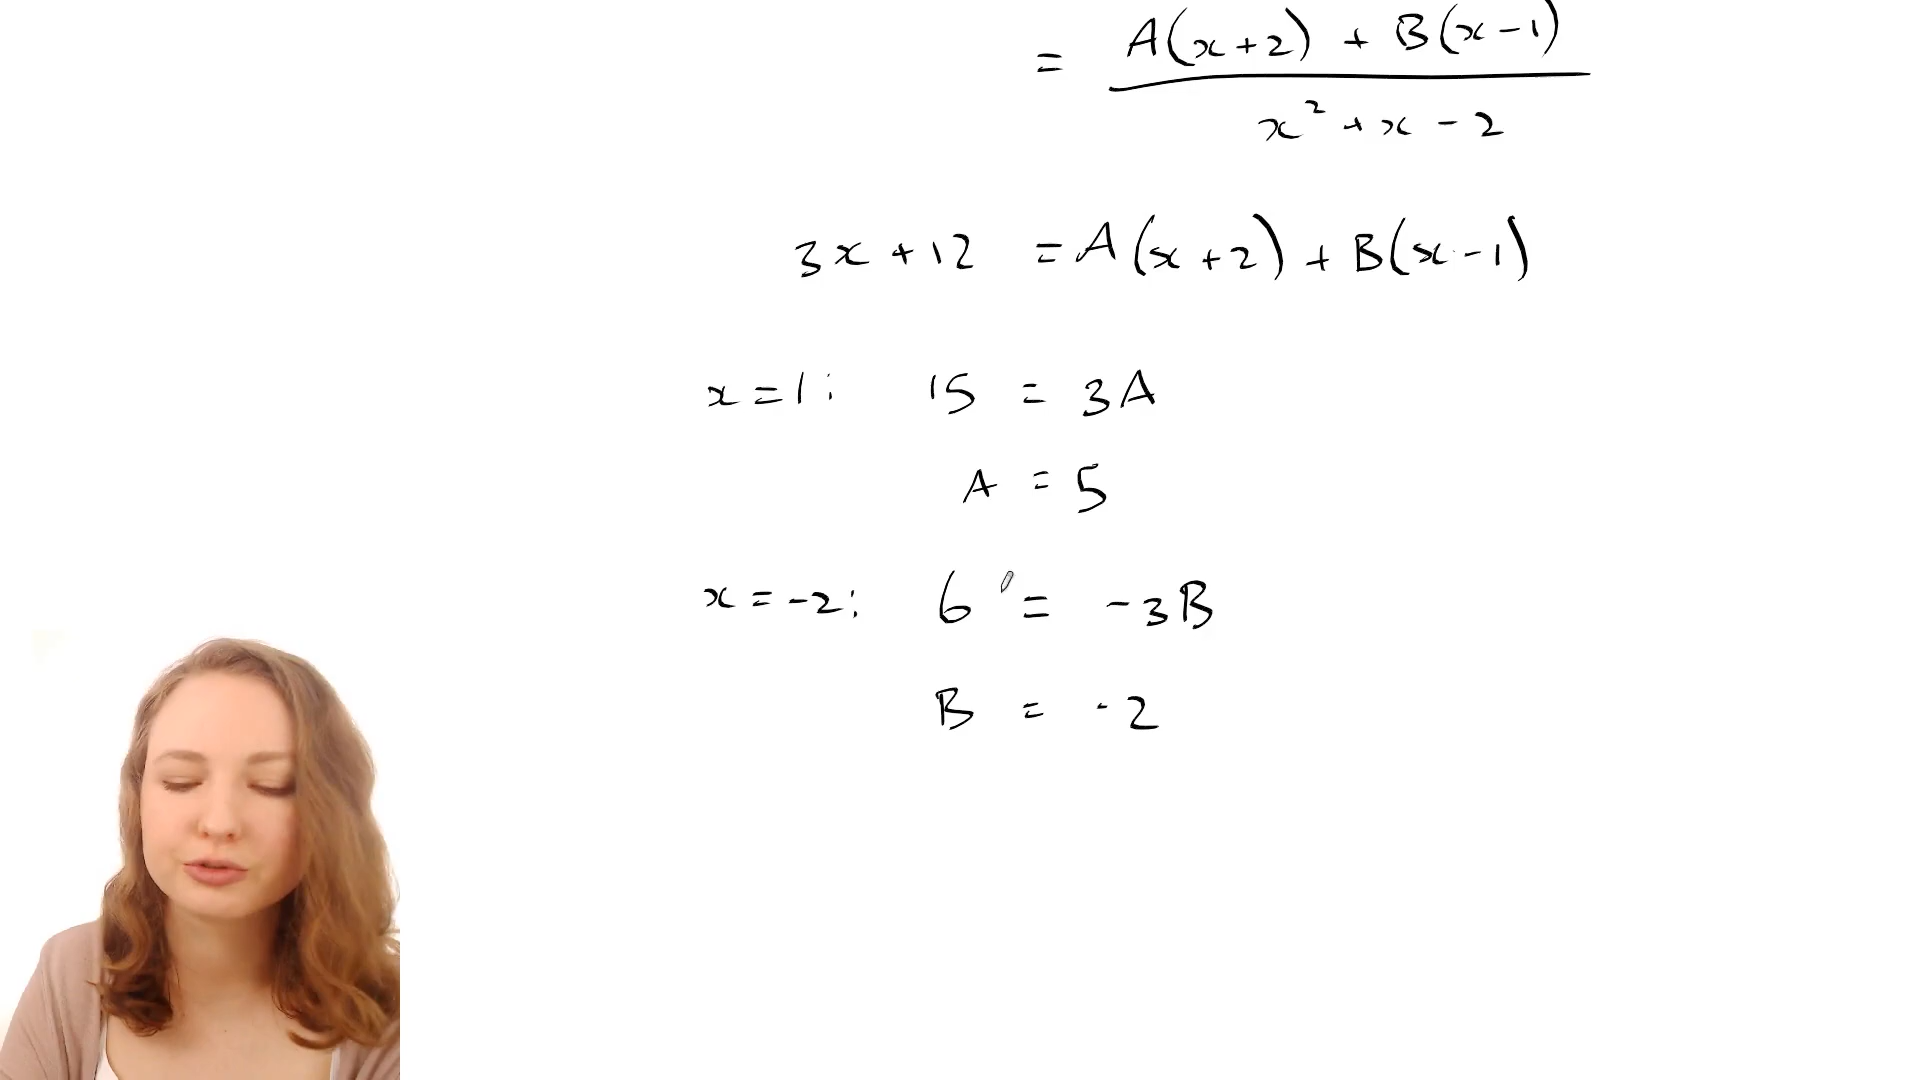 = A(x+2) + B(x-1) / x² + x - 2
3x + 12 = A(x+2) + B(x-1)
x = 1: 15 = 3A
A = 5
x = -2: 6 = -3B
B = -2